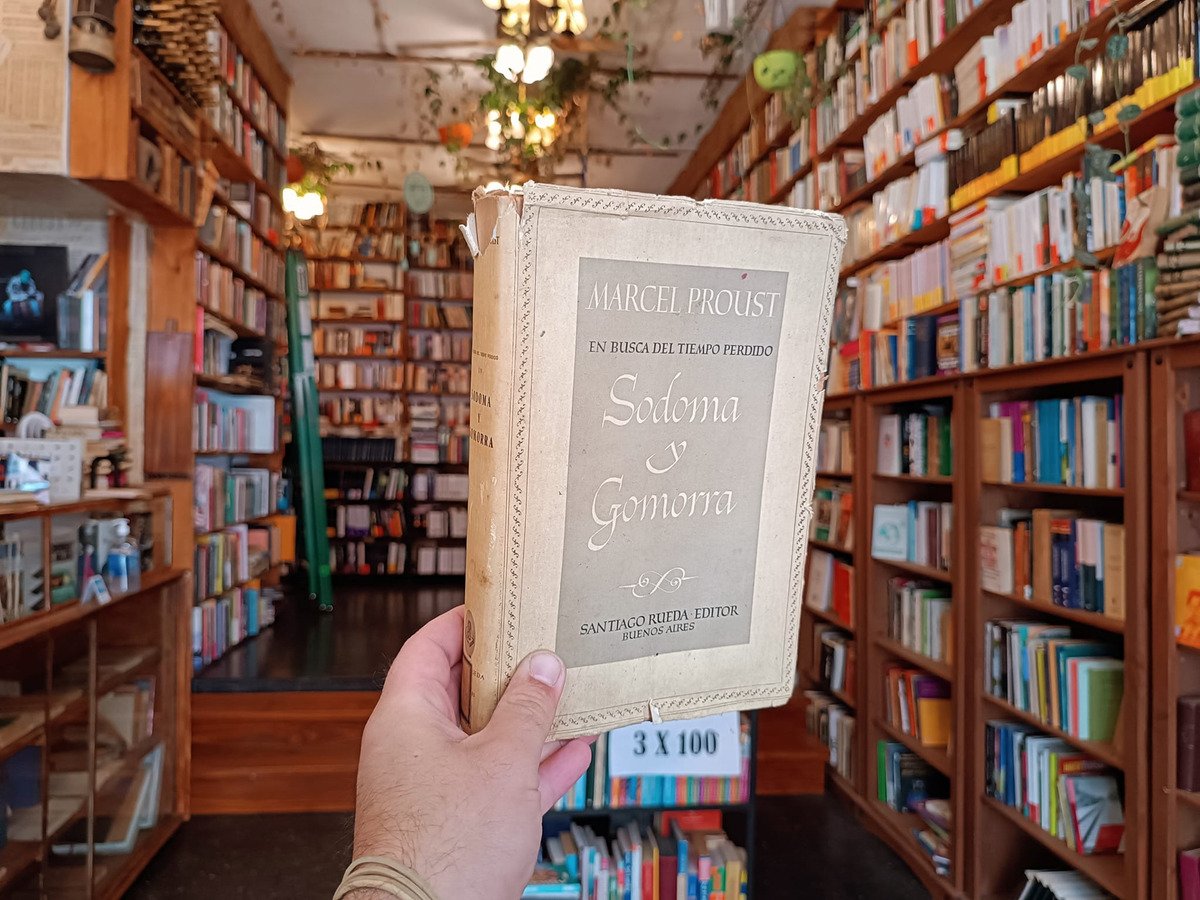 MARCEL PROUST
EN BUSCA DEL TIEMPO PERDIDO
Sodoma
y
Gomorra
SANTIAGO RUEDA · EDITOR
BUENOS AIRES
SODOMA
Y
GOMORRA
3 X 100